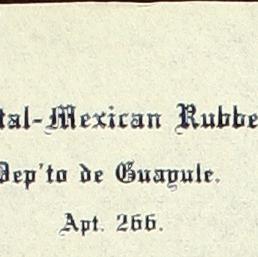 tal-Mexican Rubbe
Dep'to de Guayule.
Apt. 266.